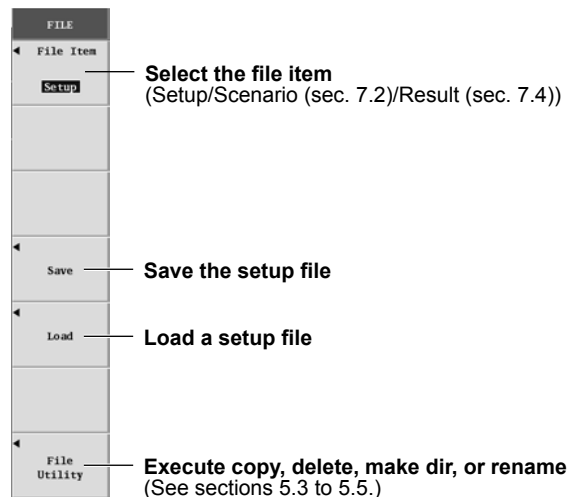 FILE
File Item
Setup
Select the file item
(Setup/Scenario (sec. 7.2)/Result (sec. 7.4))
Save
Save the setup file
Load
Load a setup file
File
Utility
Execute copy, delete, make dir, or rename
(See sections 5.3 to 5.5.)